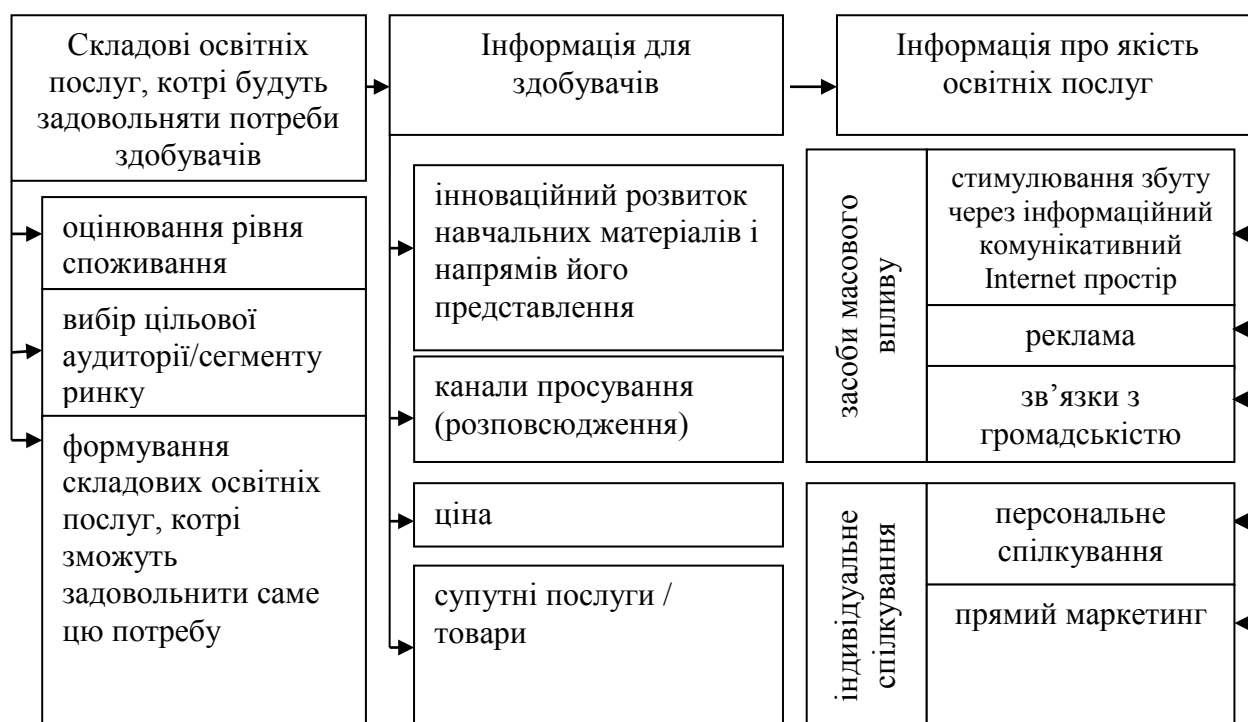 Складові освітніх
послуг, котрі будуть
задовольняти потреби
здобувачів
оцінювання рівня
споживання
вибір цільової
аудиторії/сегменту
ринку
формування
складових освітніх
послуг, котрі
зможуть
задовольнити саме
цю потребу
Інформація для
здобувачів
інноваційний розвиток
навчальних матеріалів і
напрямів його
представлення
канали просування
(розповсюдження)
ціна
супутні послуги /
товари
Інформація про якість
освітніх послуг
засоби масового
впливу
стимулювання збуту
через інформаційний
комунікативний
Internet простір
реклама
зв’язки з
громадськістю
індивідуальне
спілкування
персональне
спілкування
прямий маркетинг